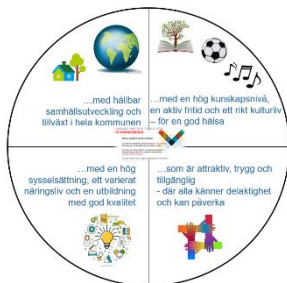 ...med hållbar
samhällsutveckling och
tillväxt i hela kommunen
...med en hög kunskapsnivå,
en aktiv fritid och ett rikt kulturliv
– för en god hälsa
...med en hög
sysselsättning, ett varierat
näringsliv och en utbildning
med god kvalitet
...som är attraktiv, trygg och
tillgänglig
- där alla känner delaktighet
och kan påverka